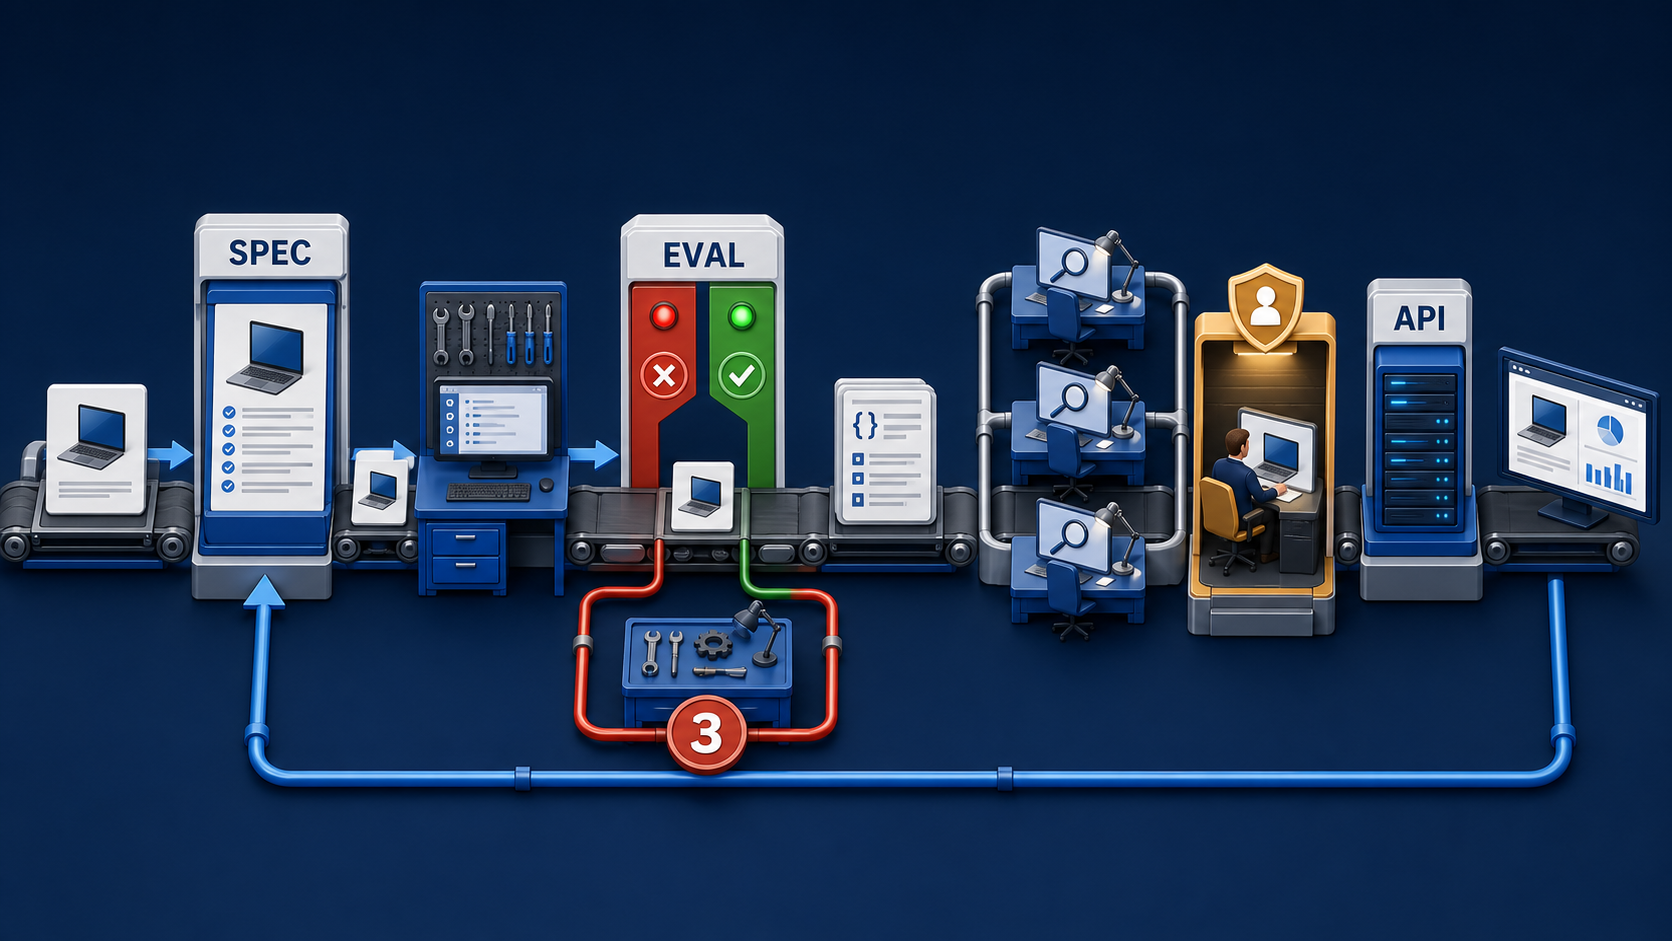 SPEC
EVAL
{}
API
3